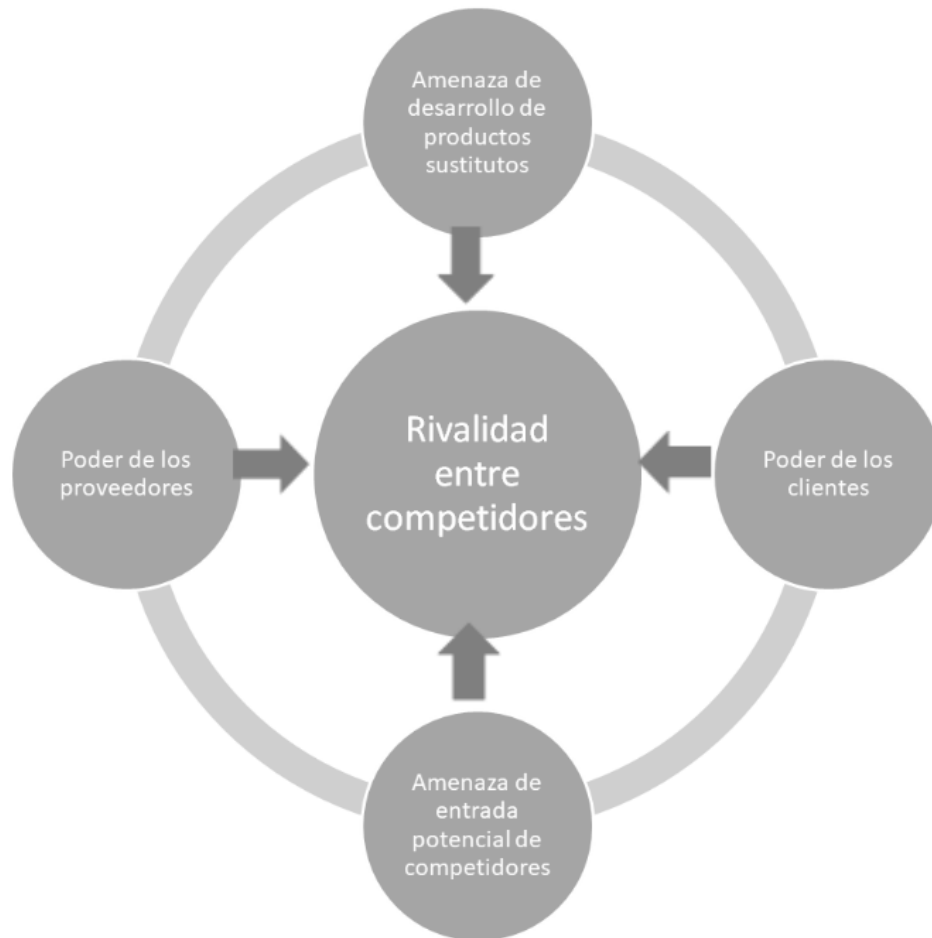 Amenaza de
desarrollo de
productos
sustitutos
Poder de los
proveedores
Rivalidad
entre
competidores
Poder de los
clientes
Amenaza de
entrada
potencial de
competidores